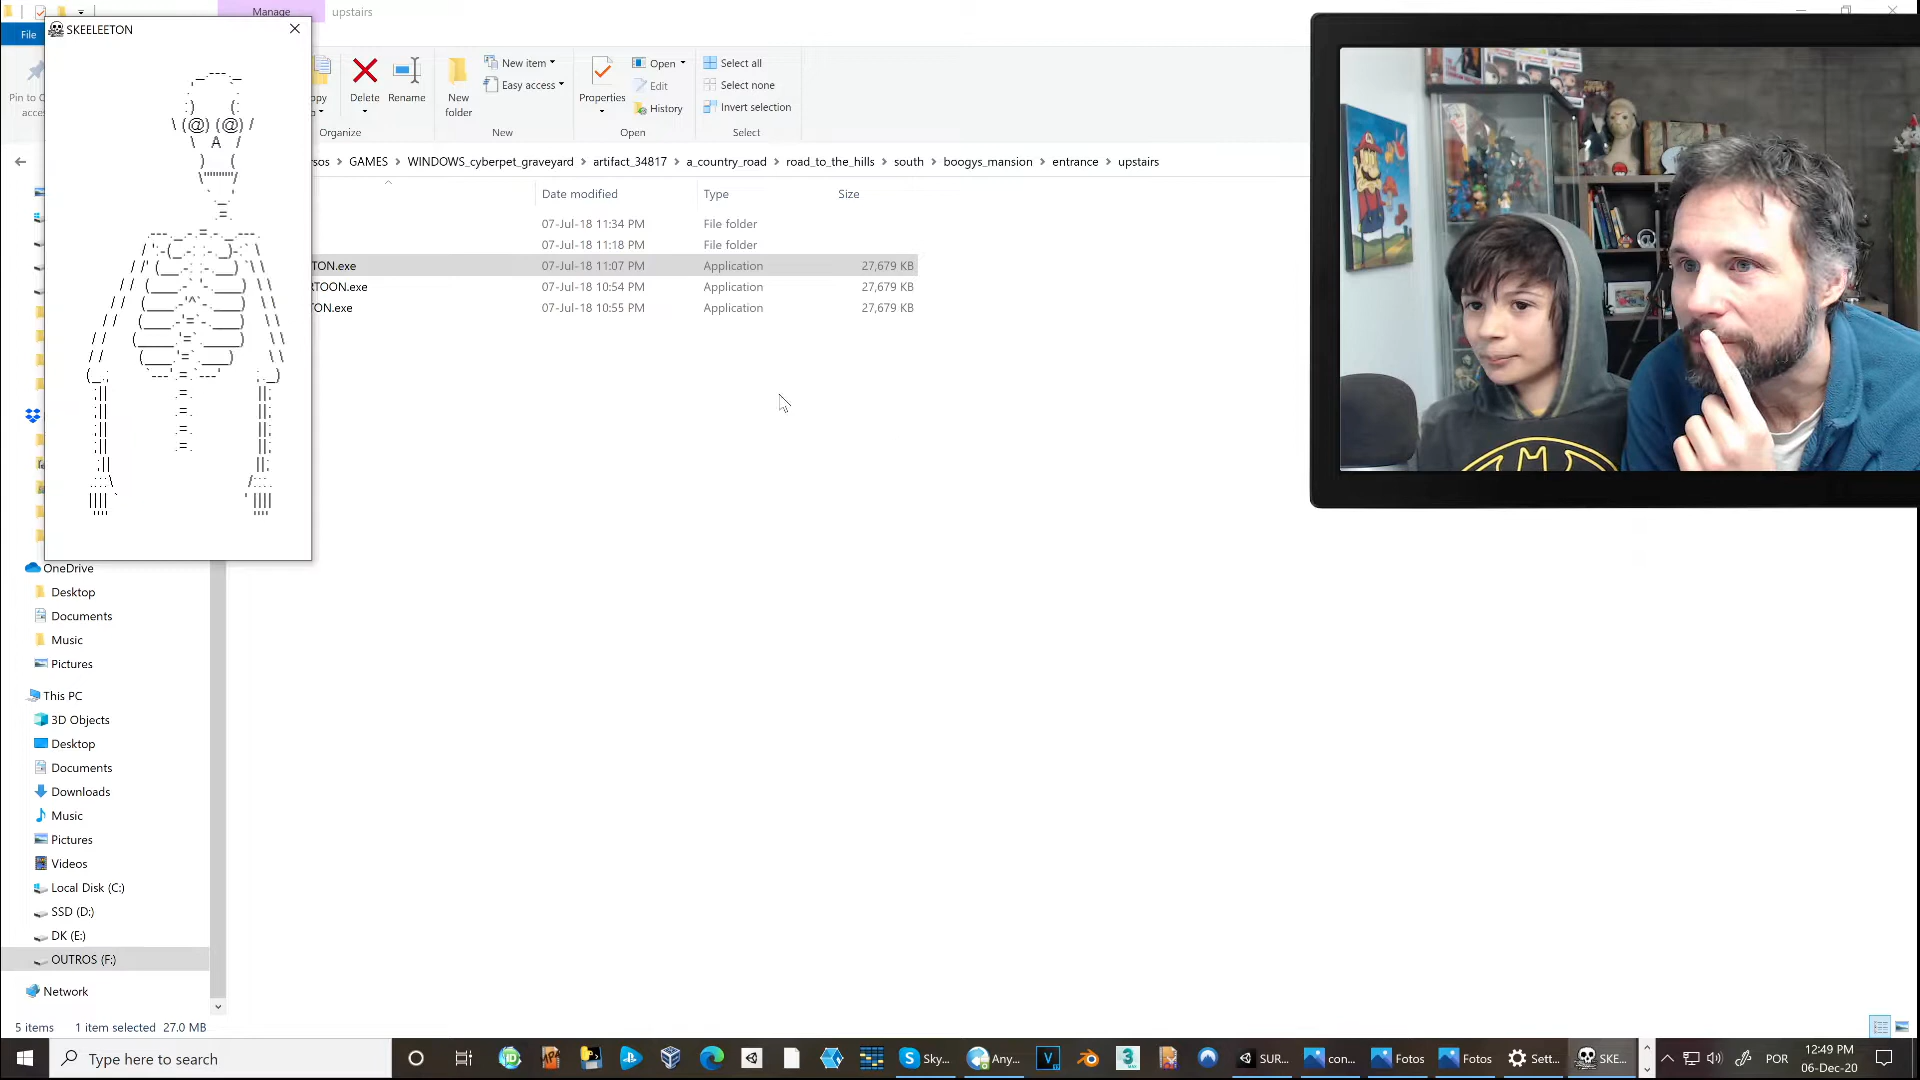 Manage
upstairs
SKEELEETON
File
Pin to
Delete
Rename
New folder
New item
Easy access
Properties
Open
Edit
History
Select all
Select none
Invert selection
Organize
New
Open
Select
GAMES
WINDOWS_cyberpet_graveyard
artifact_34817
a_country_road
road_to_the_hills
south
boogys_mansion
entrance
upstairs
Date modified
Type
Size
07-Jul-18 11:34 PM File folder
07-Jul-18 11:18 PM File folder
TON.exe 07-Jul-18 11:07 PM Application 27,679 KB
RTOON.exe 07-Jul-18 10:54 PM Application 27,679 KB
TON.exe 07-Jul-18 10:55 PM Application 27,679 KB
OneDrive
Desktop
Documents
Music
Pictures
This PC
3D Objects
Desktop
Documents
Downloads
Music
Pictures
Videos
Local Disk (C:)
SSD (D:)
DK (E:)
OUTROS (F:)
Network
5 items 1 item selected 27.0 MB
Type here to search
Sky...
Any...
SUR...
con...
Fotos
Fotos
Sett...
SKE...
POR
12:49 PM
06-Dec-20